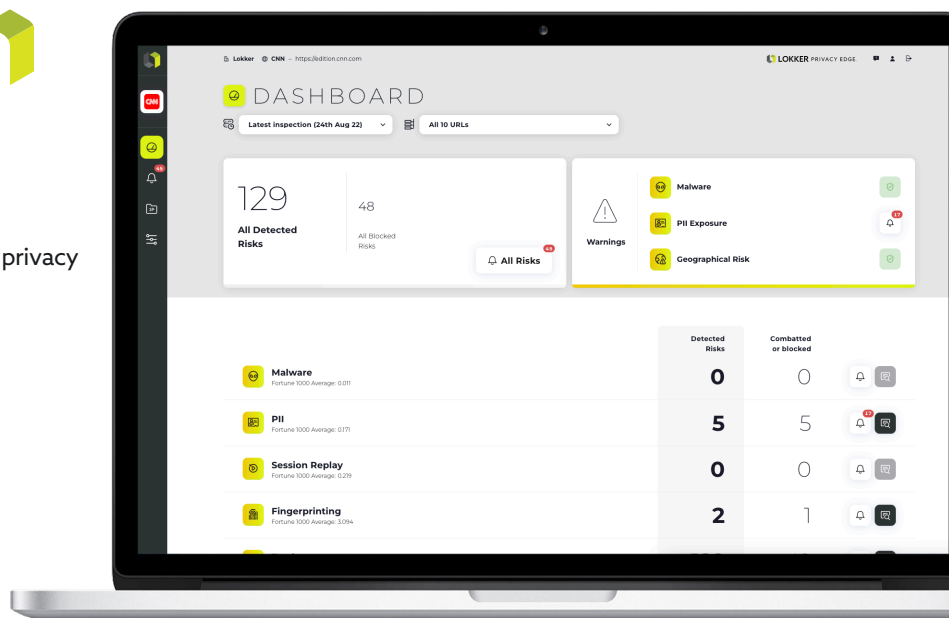 privacy
Lokker CNN – https://edition.cnn.com
LOKKER PRIVACY EDGE.
CNN
DASHBOARD
Latest inspection (24th Aug 22)
All 10 URLs
49
129
All Detected
Risks
48
All Blocked
Risks
All Risks
49
Warnings
Malware
PII Exposure
17
Geographical Risk
Detected
Risks
Combatted
or blocked
Malware
Fortune 1000 Average: 0.011
0
0
PII
Fortune 1000 Average: 0.171
5
5
17
Session Replay
Fortune 1000 Average: 0.219
0
0
Fingerprinting
Fortune 1000 Average: 3.094
2
1